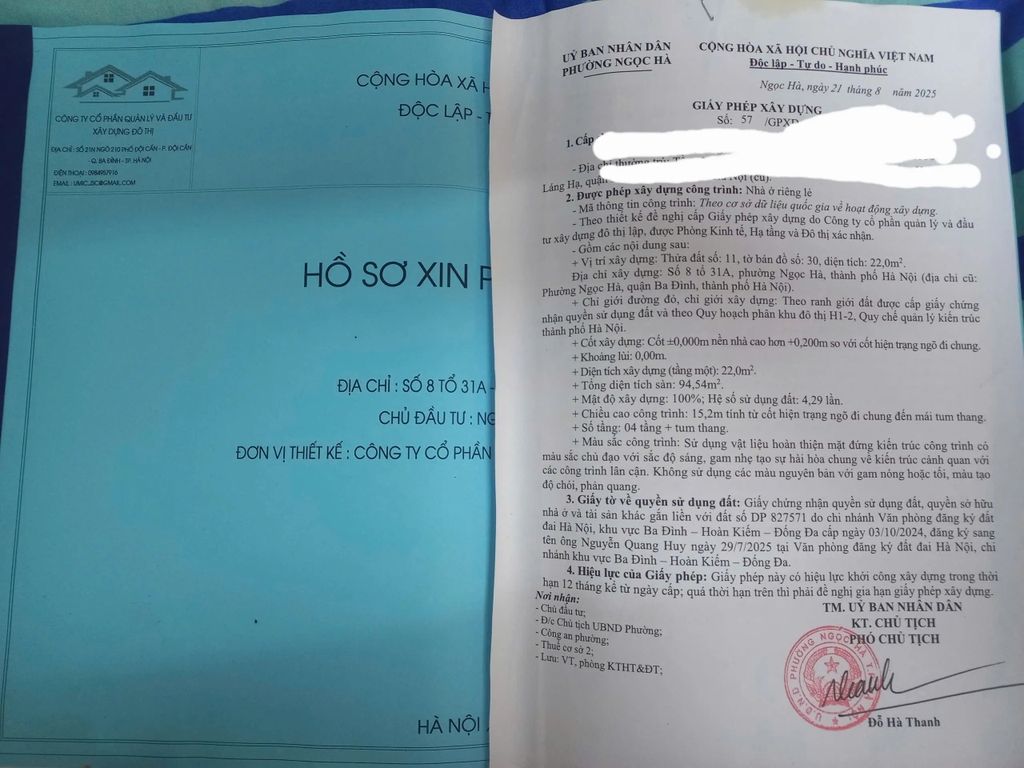 CÔNG TY CỔ PHẦN QUẢN LÝ VÀ ĐẦU TƯ
XÂY DỰNG ĐÔ THỊ
ĐỊA CHỈ: SỐ 21N NGÕ 210 PHỐ ĐỘI CẤN - P. ĐỘI CẤN
- Q. BA ĐÌNH - TP. HÀ NỘI
ĐIỆN THOẠI : 0984957916
EMAIL: UMIC.JSC@GMAIL.COM
CỘNG HÒA XÃ
ĐỘC LẬP -
HỒ SƠ XIN
ĐỊA CHỈ : SỐ 8 TỔ 31A -
CHỦ ĐẦU TƯ :
ĐƠN VỊ THIẾT KẾ : CÔNG TY CỔ PHẦN
HÀ NỘI
UỶ BAN NHÂN DÂN
PHƯỜNG NGỌC HÀ
CỘNG HÒA XÃ HỘI CHỦ NGHĨA VIỆT NAM
Độc lập - Tự do - Hạnh phúc
Ngọc Hà, ngày 21 tháng 8 năm 2025
GIẤY PHÉP XÂY DỰNG
Số: 57 /GPXD
1. Cấp
- Địa chỉ thường trú:
Láng Hạ, quận Hà Nội (cũ).
2. Được phép xây dựng công trình: Nhà ở riêng lẻ
- Mã thông tin công trình: Theo cơ sở dữ liệu quốc gia về hoạt động xây dựng.
- Theo thiết kế đề nghị cấp Giấy phép xây dựng do Công ty cổ phần quản lý và đầu
tư xây dựng đô thị lập, được Phòng Kinh tế, Hạ tầng và Đô thị xác nhận.
- Gồm các nội dung sau:
+ Vị trí xây dựng: Thửa đất số: 11, tờ bản đồ số: 30, diện tích: 22,0m².
Địa chỉ xây dựng: Số 8 tổ 31A, phường Ngọc Hà, thành phố Hà Nội (địa chỉ cũ:
Phường Ngọc Hà, quận Ba Đình, thành phố Hà Nội).
+ Chỉ giới đường đỏ, chỉ giới xây dựng: Theo ranh giới đất được cấp giấy chứng
nhận quyền sử dụng đất và theo Quy hoạch phân khu đô thị H1-2, Quy chế quản lý kiến trúc
thành phố Hà Nội.
+ Cốt xây dựng: Cốt ±0,000m nền nhà cao hơn +0,200m so với cốt hiện trạng ngõ đi chung.
+ Khoảng lùi: 0,00m.
+ Diện tích xây dựng (tầng một): 22,0m².
+ Tổng diện tích sàn: 94,54m².
+ Mật độ xây dựng: 100%; Hệ số sử dụng đất: 4,29 lần.
+ Chiều cao công trình: 15,2m tính từ cốt hiện trạng ngõ đi chung đến mái tum thang.
+ Số tầng: 04 tầng + tum thang.
+ Màu sắc công trình: Sử dụng vật liệu hoàn thiện mặt đứng kiến trúc công trình có
màu sắc chủ đạo với sắc độ sáng, gam nhẹ tạo sự hài hòa chung về kiến trúc cảnh quan với
các công trình lân cận. Không sử dụng các màu nguyên bản với gam nóng hoặc tối, màu tạo
độ chói, phản quang.
3. Giấy tờ về quyền sử dụng đất: Giấy chứng nhận quyền sử dụng đất, quyền sở hữu
nhà ở và tài sản khác gắn liền với đất số DP 827571 do chi nhánh Văn phòng đăng ký đất
đai Hà Nội, khu vực Ba Đình – Hoàn Kiếm – Đống Đa cấp ngày 03/10/2024, đăng ký sang
tên ông Nguyễn Quang Huy ngày 29/7/2025 tại Văn phòng đăng ký đất đai Hà Nội, chi
nhánh khu vực Ba Đình – Hoàn Kiếm – Đống Đa.
4. Hiệu lực của Giấy phép: Giấy phép này có hiệu lực khởi công xây dựng trong thời
hạn 12 tháng kể từ ngày cấp; quá thời hạn trên thì phải đề nghị gia hạn giấy phép xây dựng.
Nơi nhận:
- Chủ đầu tư;
- Đ/c Chủ tịch UBND Phường;
- Công an phường;
- Thuế cơ sở 2;
- Lưu: VT, phòng KTHT&ĐT;
TM. UỶ BAN NHÂN DÂN
KT. CHỦ TỊCH
PHÓ CHỦ TỊCH
U.B.N.D PHƯỜNG NGỌC HÀ
Đỗ Hà Thanh